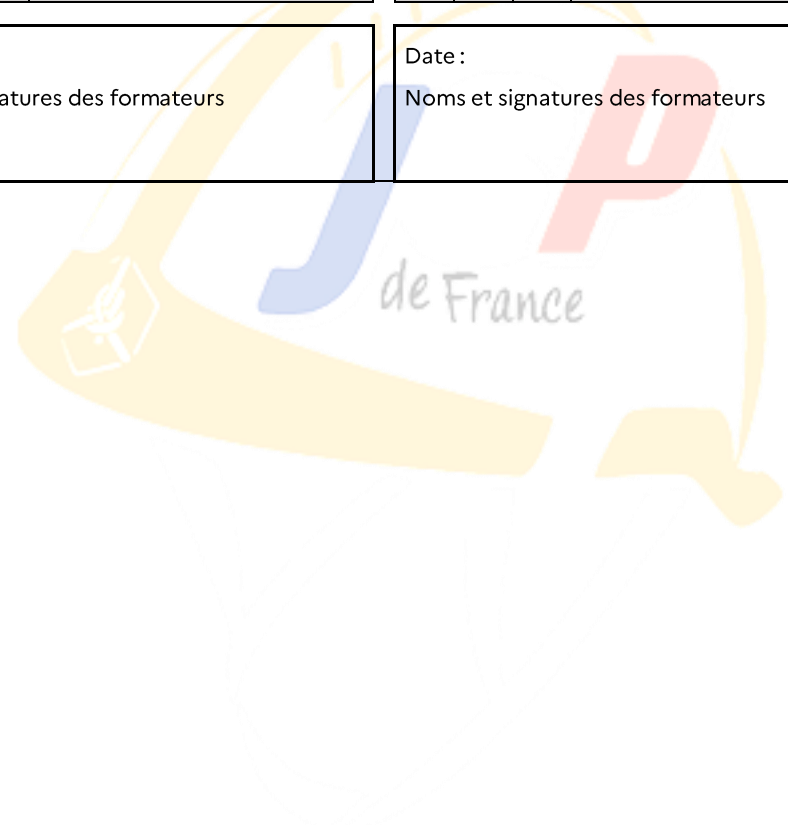 Date :
atures des formateurs
Noms et signatures des formateurs
J P
de France